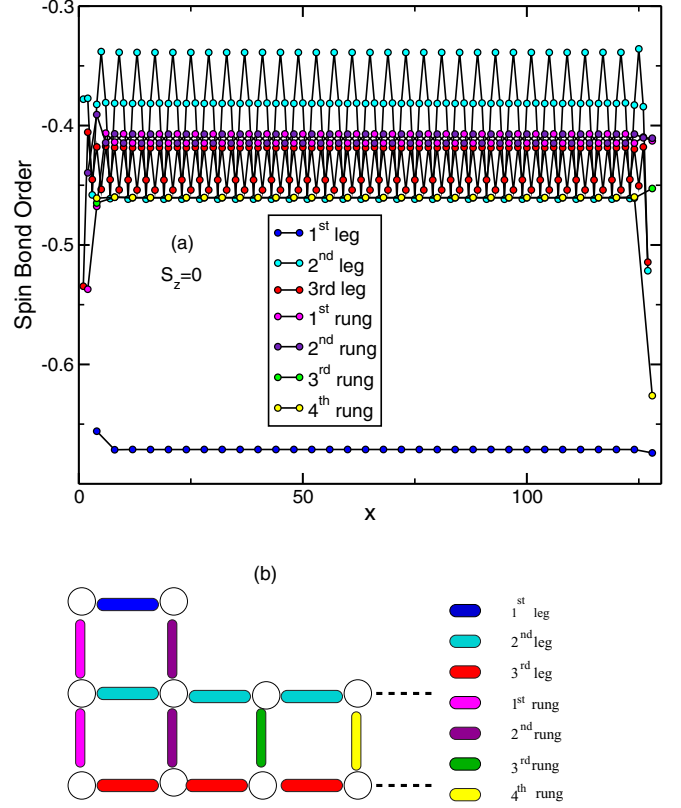 -0.3
-0.4
-0.5
-0.6
Spin Bond Order
(a)
S_z=0
1st leg
2nd leg
3rd leg
1st rung
2nd rung
3rd rung
4th rung
0
50
100
x
(b)
1st leg
2nd leg
3rd leg
1st rung
2nd rung
3rd rung
4th rung